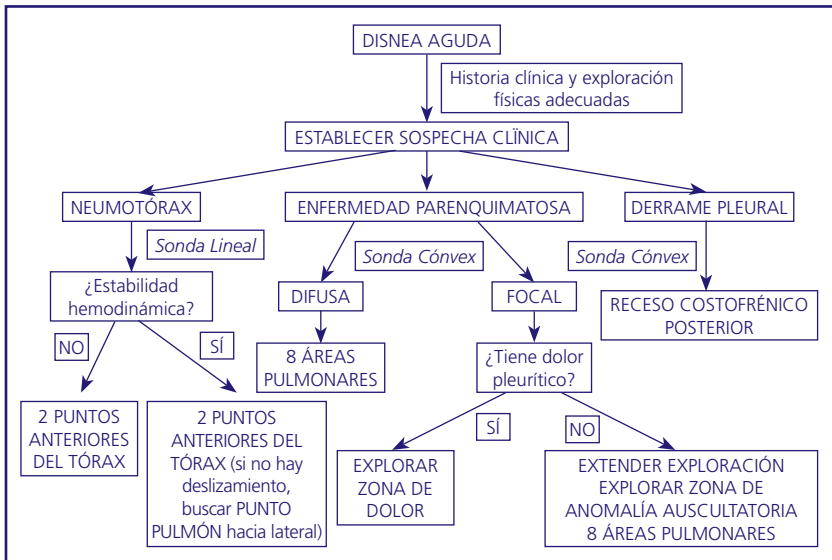 DISNEA AGUDA
Historia clínica y exploración
físicas adecuadas
ESTABLECER SOSPECHA CLÏNICA
NEUMOTÓRAX
ENFERMEDAD PARENQUIMATOSA
DERRAME PLEURAL
Sonda Lineal
Sonda Cónvex
Sonda Cónvex
¿Estabilidad
hemodinámica?
DIFUSA
FOCAL
RECESO COSTOFRÉNICO
POSTERIOR
NO
SÍ
8 ÁREAS
PULMONARES
¿Tiene dolor
pleurítico?
2 PUNTOS
ANTERIORES
DEL TÓRAX
2 PUNTOS
ANTERIORES DEL
TÓRAX (si no hay
deslizamiento,
buscar PUNTO
PULMÓN hacia lateral)
SÍ
NO
EXPLORAR
ZONA DE
DOLOR
EXTENDER EXPLORACIÓN
EXPLORAR ZONA DE
ANOMALÍA AUSCULTATORIA
8 ÁREAS PULMONARES